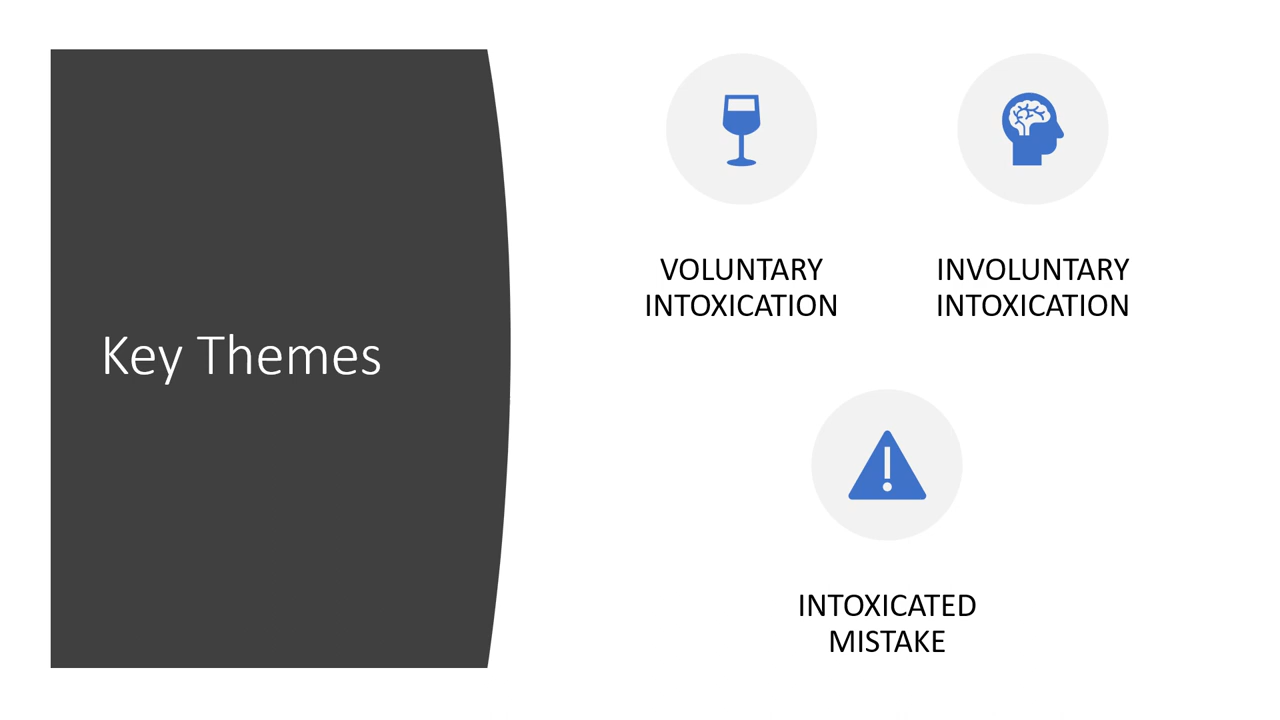 Key Themes
VOLUNTARY
INTOXICATION
INVOLUNTARY
INTOXICATION
INTOXICATED
MISTAKE